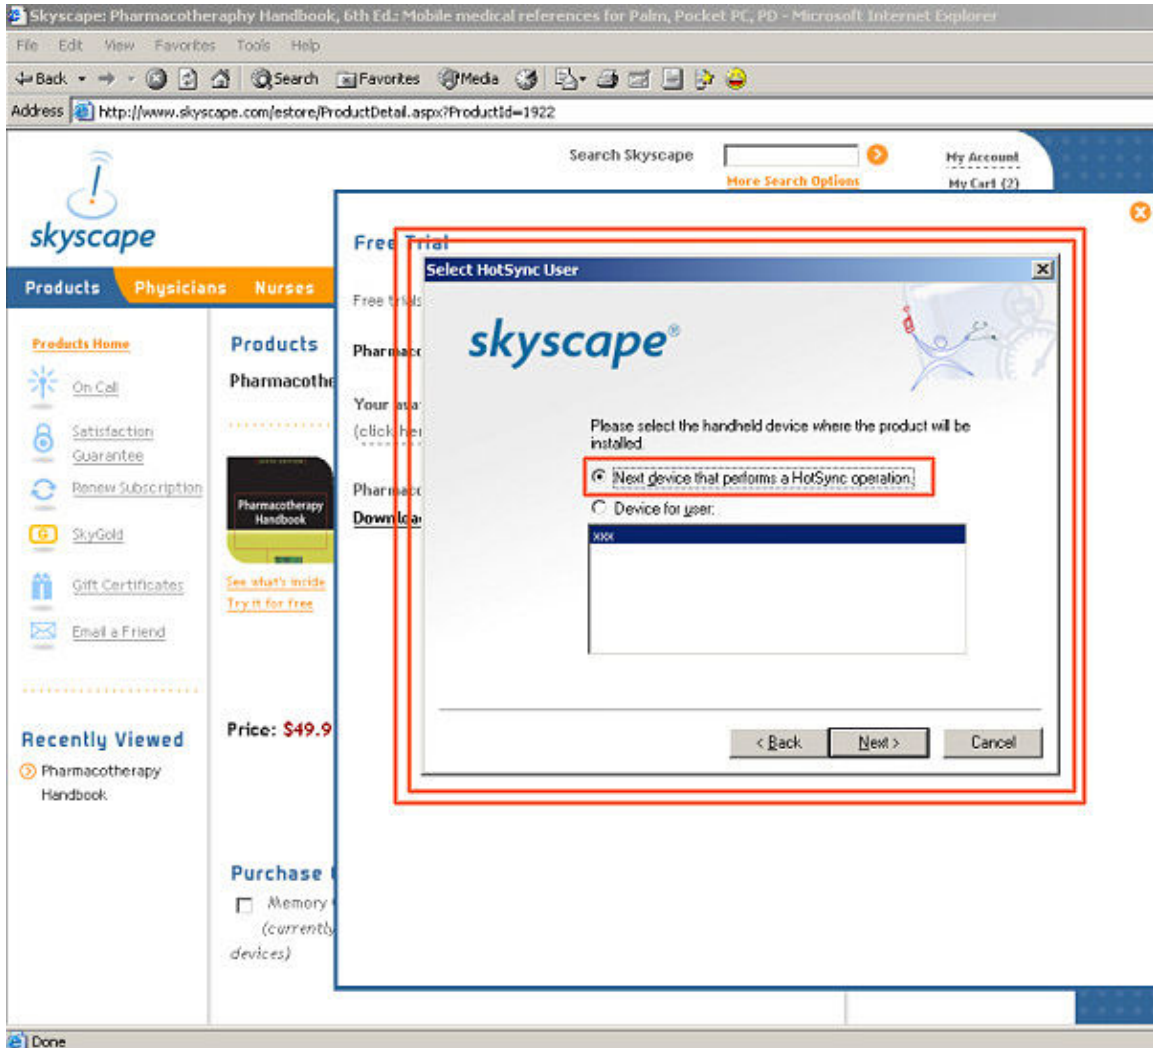 Skyscape: Pharmacotheraphy Handbook, 6th Ed.: Mobile medical references for Palm, Pocket PC, PD - Microsoft Internet Explorer
File Edit View Favorites Tools Help
Back Search Favorites Media
Address http://www.skyscape.com/estore/ProductDetail.aspx?ProductId=1922
Search Skyscape
My Account
More Search Options
My Cart (2)
skyscape
Products Physicians Nurses
Products Home
On Call
Satisfaction
Guarantee
Renew Subscription
SkyGold
Gift Certificates
Email a Friend
Recently Viewed
Pharmacotherapy
Handbook
Products
Pharmacothe
Pharmacotherapy
Handbook
See what's inside
Try it for free
Price: $49.9
Purchase
Memory
(currently
devices)
Free Trial
Free trials
Pharmac
Your
(click her
Pharmac
Downloa
Select HotSync User
skyscape®
Please select the handheld device where the product will be
installed.
Next device that performs a HotSync operation.
Device for user:
xxx
< Back Next > Cancel
Done